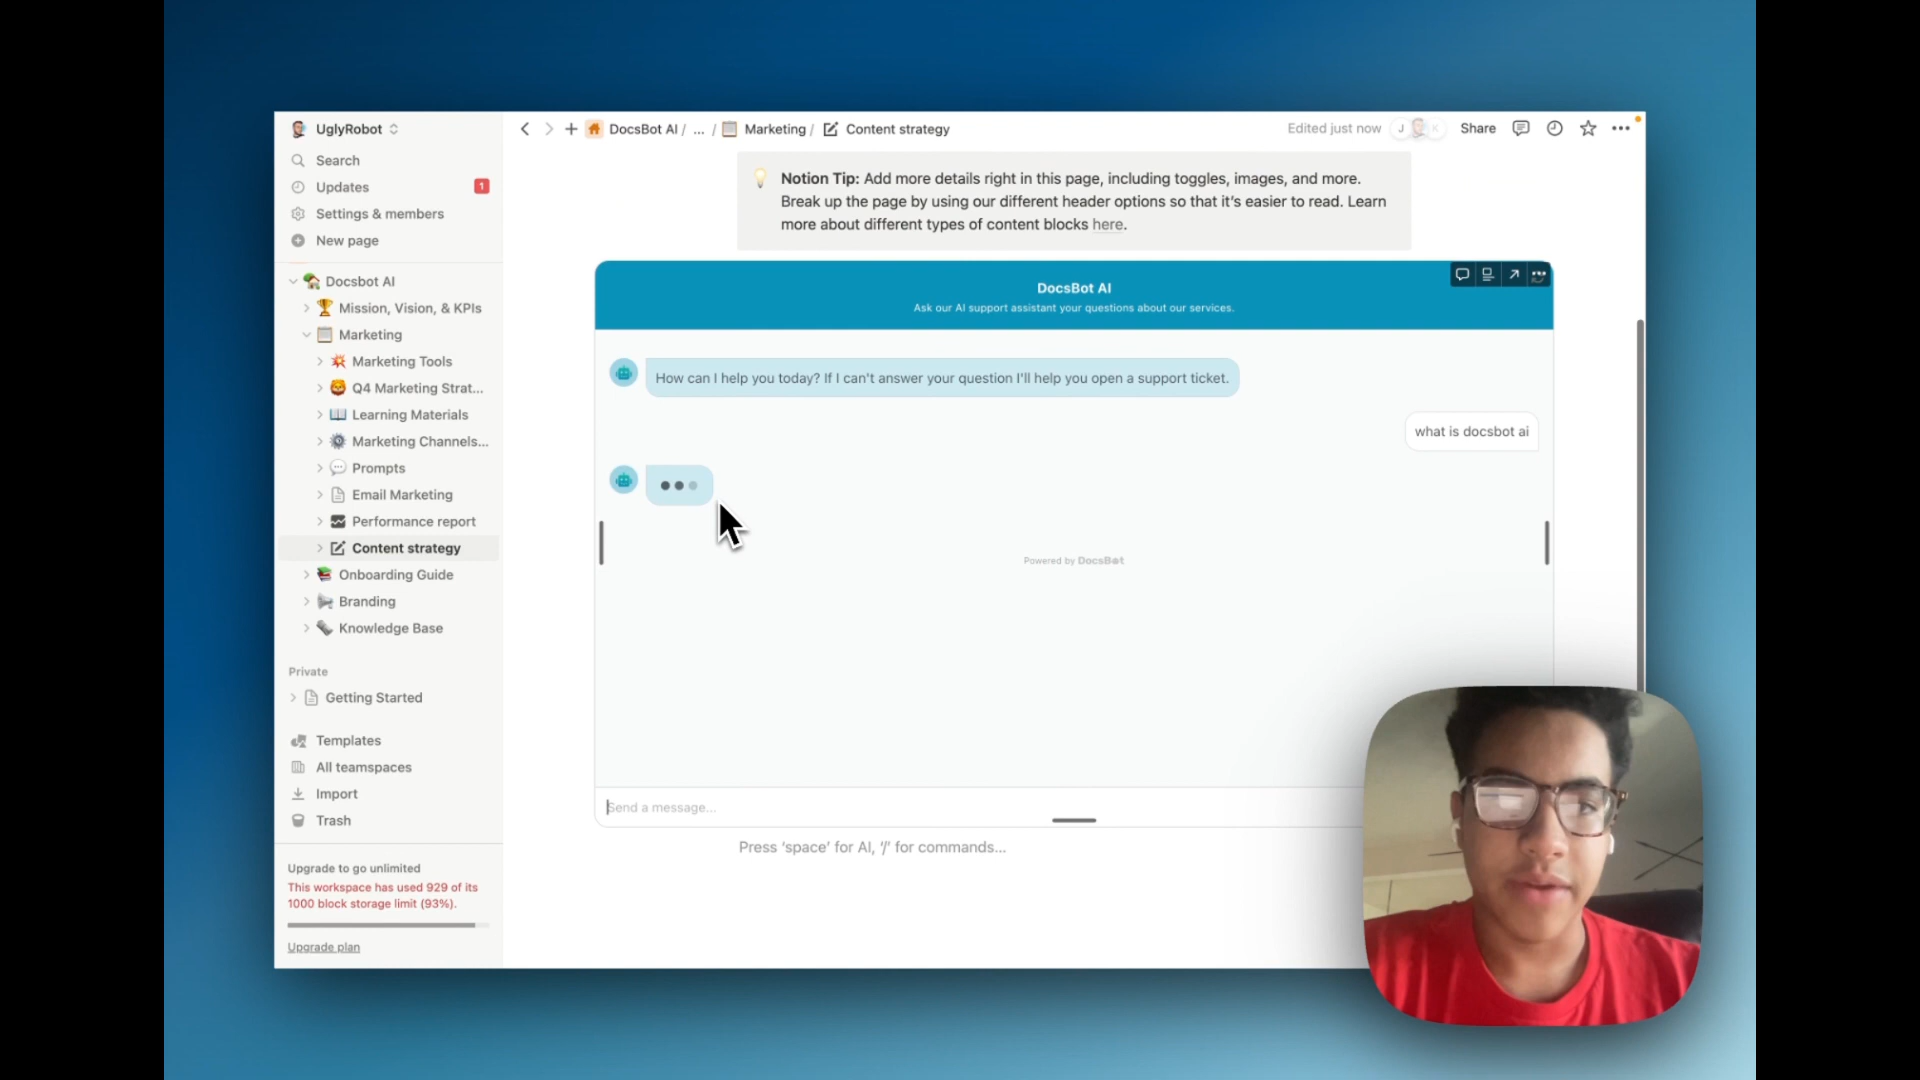 UglyRobot
Search
Updates 1
Settings & members
New page
Docsbot AI
Mission, Vision, & KPIs
Marketing
Marketing Tools
Q4 Marketing Strat...
Learning Materials
Marketing Channels...
Prompts
Email Marketing
Performance report
Content strategy
Onboarding Guide
Branding
Knowledge Base
Private
Getting Started
Templates
All teamspaces
Import
Trash
Upgrade to go unlimited
This workspace has used 929 of its
1000 block storage limit (93%).
Upgrade plan
DocsBot AI / ... / Marketing / Content strategy
Edited just now J K Share
Notion Tip: Add more details right in this page, including toggles, images, and more.
Break up the page by using our different header options so that it's easier to read. Learn
more about different types of content blocks here.
DocsBot AI
Ask our AI support assistant your questions about our services.
How can I help you today? If I can't answer your question I'll help you open a support ticket.
what is docsbot ai
Powered by DocsBot
Send a message...
Press ‘space’ for AI, ‘/’ for commands...